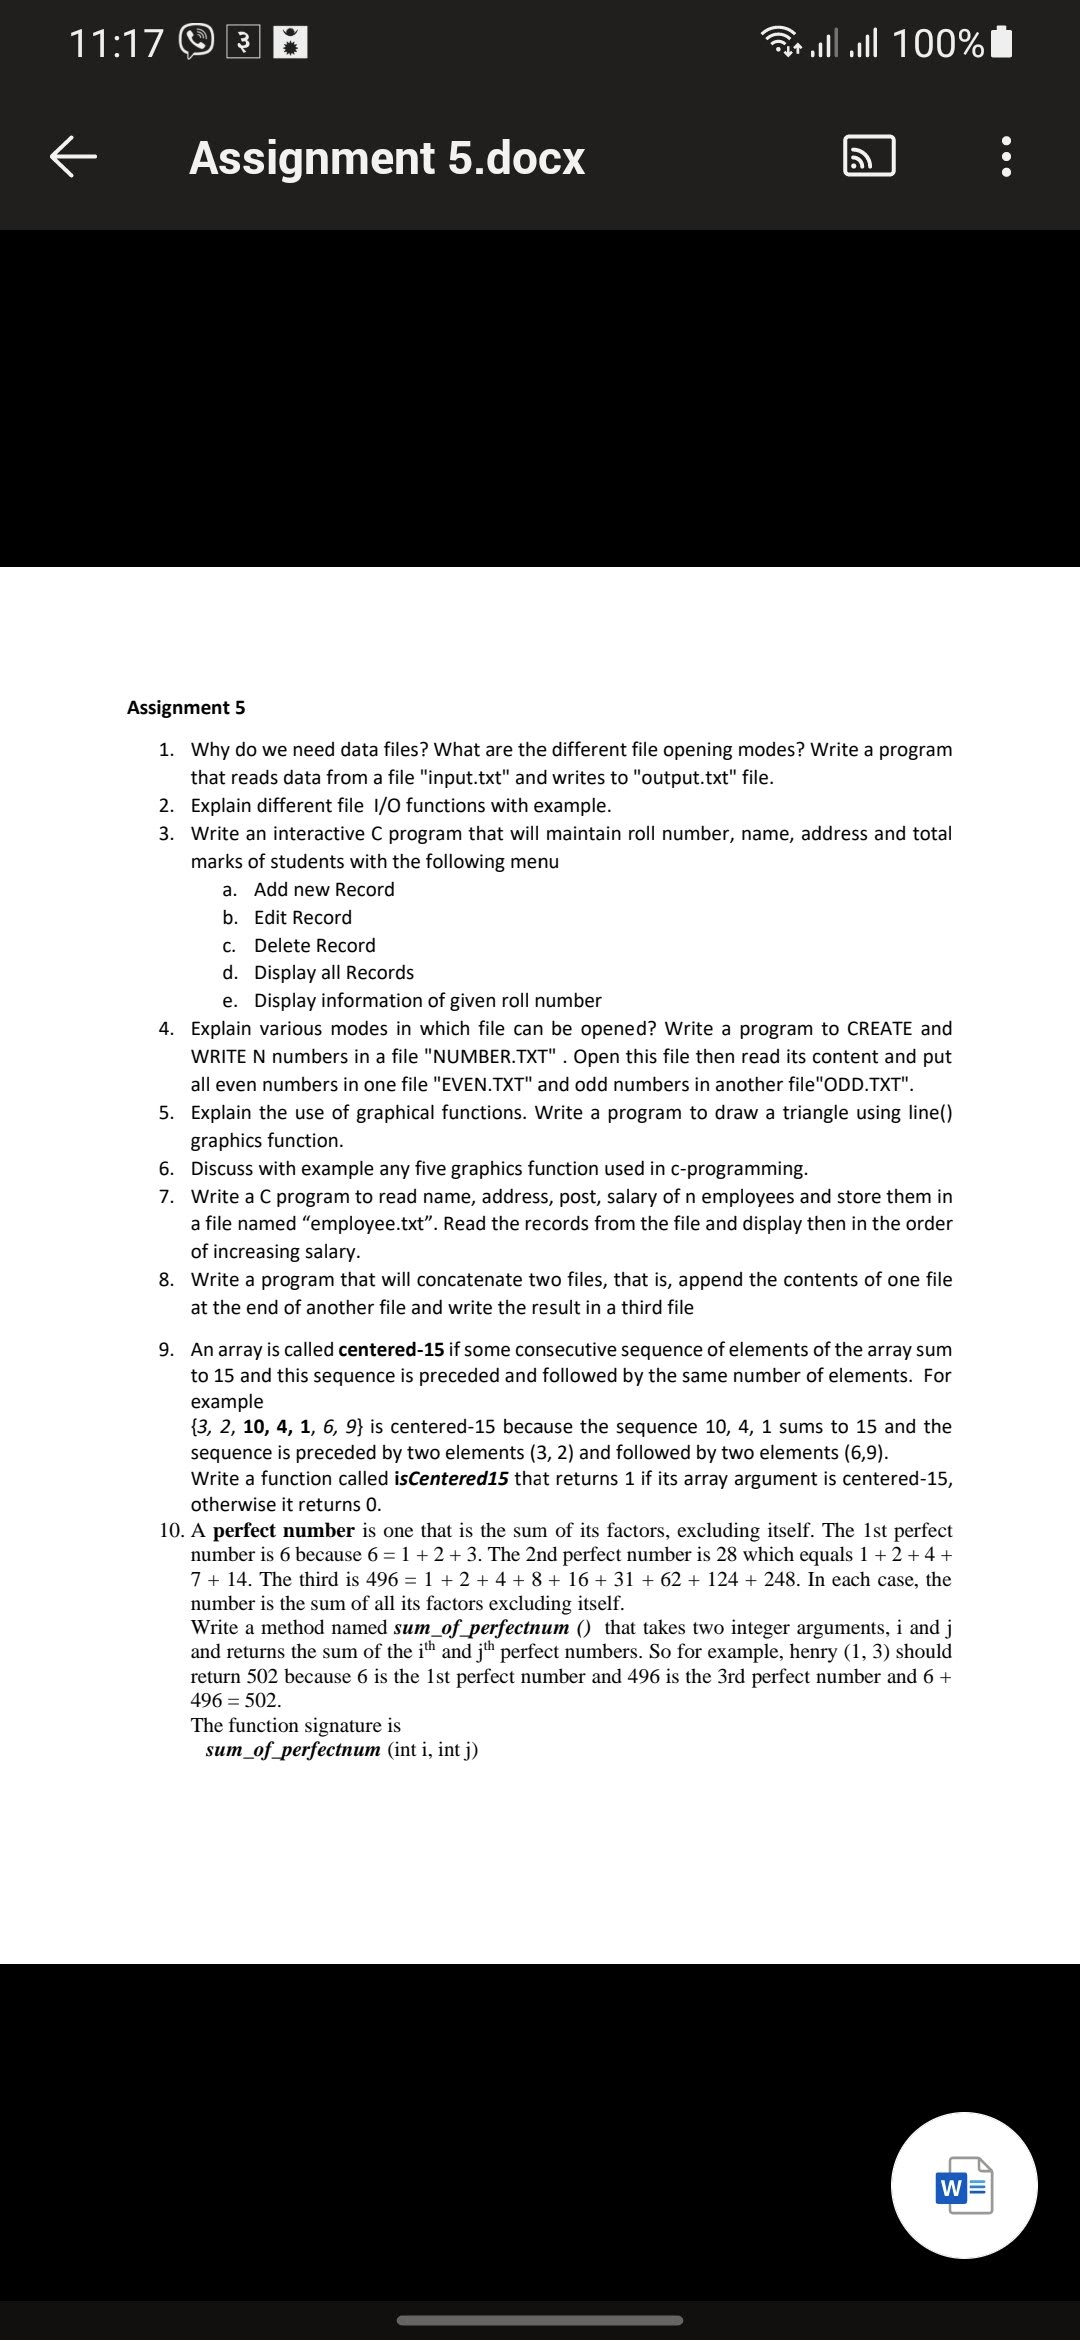 11:17 ३ 100%
Assignment 5.docx
Assignment 5
1. Why do we need data files? What are the different file opening modes? Write a program
that reads data from a file "input.txt" and writes to "output.txt" file.
2. Explain different file I/O functions with example.
3. Write an interactive C program that will maintain roll number, name, address and total
marks of students with the following menu
a. Add new Record
b. Edit Record
c. Delete Record
d. Display all Records
e. Display information of given roll number
4. Explain various modes in which file can be opened? Write a program to CREATE and
WRITE N numbers in a file "NUMBER.TXT" . Open this file then read its content and put
all even numbers in one file "EVEN.TXT" and odd numbers in another file"ODD.TXT".
5. Explain the use of graphical functions. Write a program to draw a triangle using line()
graphics function.
6. Discuss with example any five graphics function used in c-programming.
7. Write a C program to read name, address, post, salary of n employees and store them in
a file named “employee.txt”. Read the records from the file and display then in the order
of increasing salary.
8. Write a program that will concatenate two files, that is, append the contents of one file
at the end of another file and write the result in a third file
9. An array is called centered-15 if some consecutive sequence of elements of the array sum
to 15 and this sequence is preceded and followed by the same number of elements. For
example
{3, 2, 10, 4, 1, 6, 9} is centered-15 because the sequence 10, 4, 1 sums to 15 and the
sequence is preceded by two elements (3, 2) and followed by two elements (6,9).
Write a function called isCentered15 that returns 1 if its array argument is centered-15,
otherwise it returns 0.
10. A perfect number is one that is the sum of its factors, excluding itself. The 1st perfect
number is 6 because 6 = 1 + 2 + 3. The 2nd perfect number is 28 which equals 1 + 2 + 4 +
7 + 14. The third is 496 = 1 + 2 + 4 + 8 + 16 + 31 + 62 + 124 + 248. In each case, the
number is the sum of all its factors excluding itself.
Write a method named sum_of_perfectnum () that takes two integer arguments, i and j
and returns the sum of the ith and jth perfect numbers. So for example, henry (1, 3) should
return 502 because 6 is the 1st perfect number and 496 is the 3rd perfect number and 6 +
496 = 502.
The function signature is
sum_of_perfectnum (int i, int j)
W